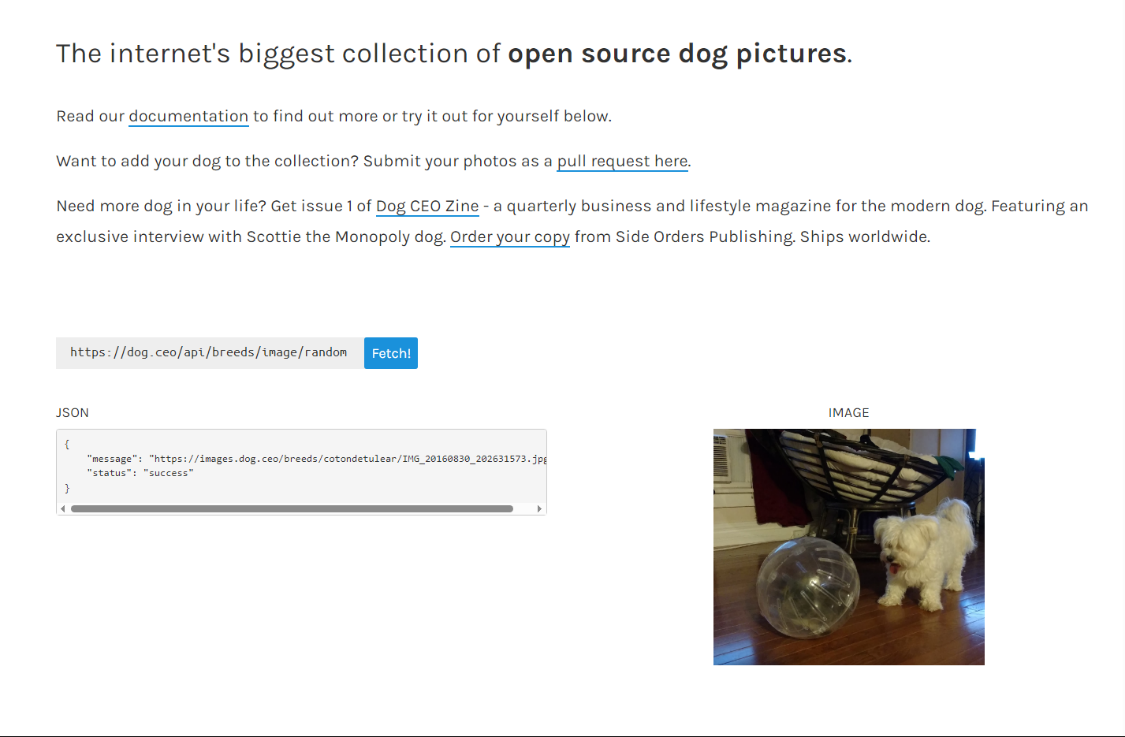 The internet's biggest collection of open source dog pictures.
Read our documentation to find out more or try it out for yourself below.
Want to add your dog to the collection? Submit your photos as a pull request here.
Need more dog in your life? Get issue 1 of Dog CEO Zine - a quarterly business and lifestyle magazine for the modern dog. Featuring an
exclusive interview with Scottie the Monopoly dog. Order your copy from Side Orders Publishing. Ships worldwide.
https://dog.ceo/api/breeds/image/random Fetch!
JSON
{
"message": "https://images.dog.ceo/breeds/cotondetulear/IMG_20160830_202631573.jpg
"status": "success"
}
IMAGE